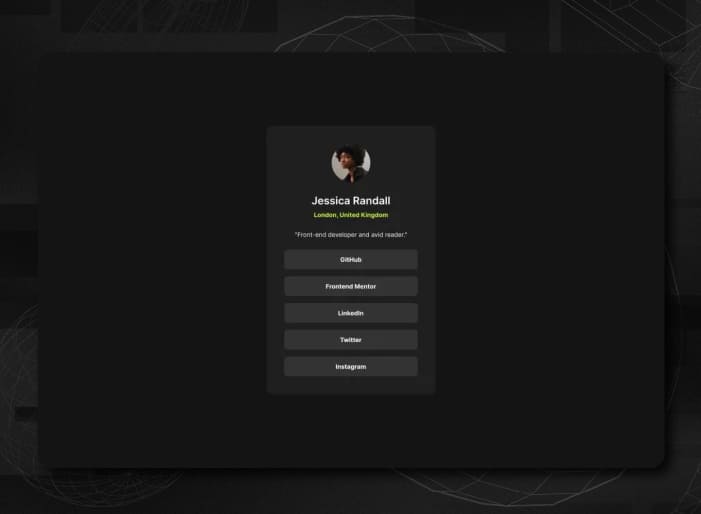 Jessica Randall
London, United Kingdom
"Front-end developer and avid reader."
GitHub
Frontend Mentor
LinkedIn
Twitter
Instagram